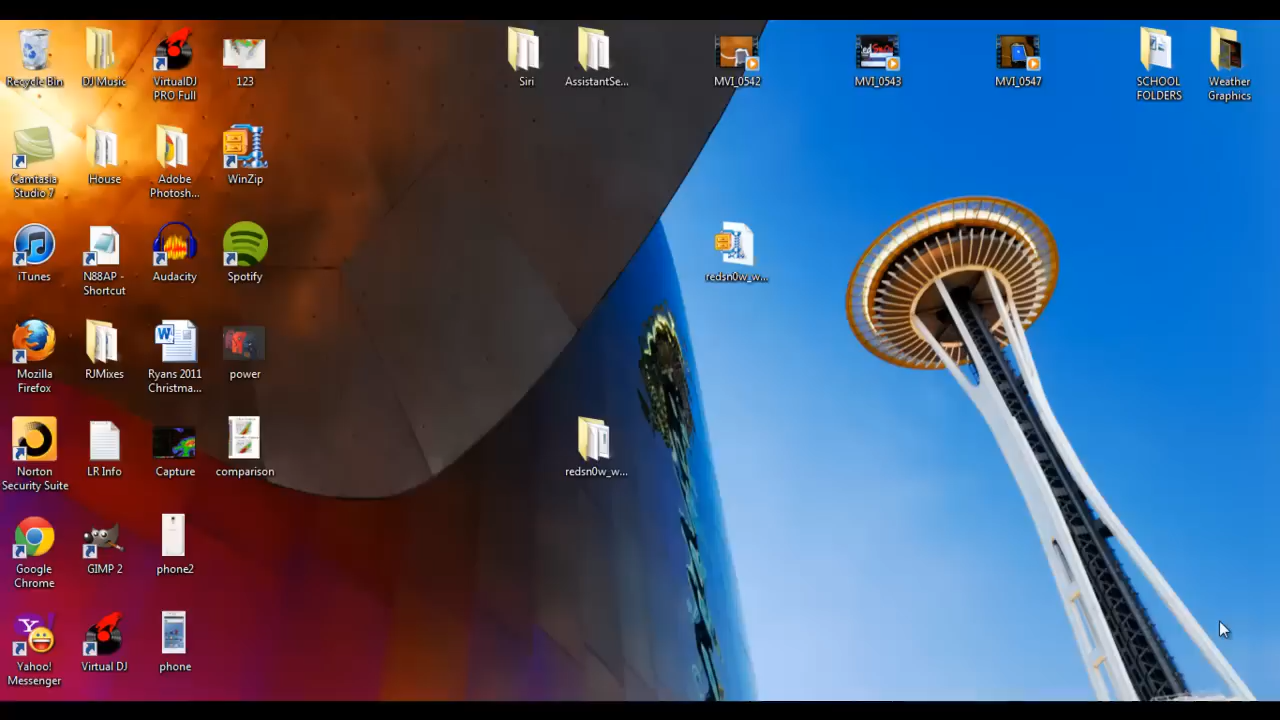 Recycle Bin
DJ Music
VirtualDJ
PRO Full
123
Siri
AssistantSe...
MVI_0542
MVI_0543
MVI_0547
SCHOOL
FOLDERS
Weather
Graphics
Camtasia
Studio 7
House
Adobe
Photosh...
WinZip
iTunes
N88AP -
Shortcut
Audacity
Spotify
redsn0w_w...
Mozilla
Firefox
RJMixes
Ryans 2011
Christma...
power
Norton
Security Suite
LR Info
Capture
comparison
redsn0w_w...
Google
Chrome
GIMP 2
phone2
Yahoo!
Messenger
Virtual DJ
phone